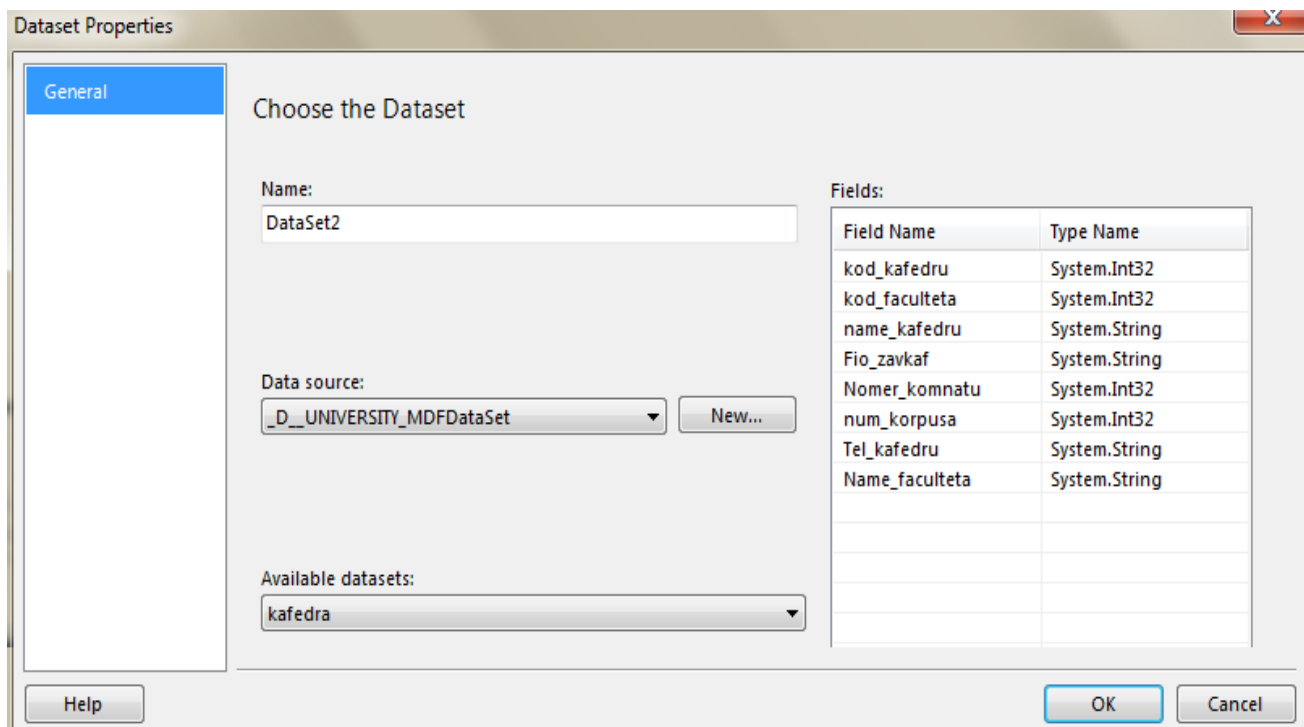 Dataset Properties
X
General
Choose the Dataset
Name:
DataSet2
Data source:
_D__UNIVERSITY_MDFDataSet
New...
Available datasets:
kafedra
Fields:
Field Name Type Name
kod_kafedru System.Int32
kod_faculteta System.Int32
name_kafedru System.String
Fio_zavkaf System.String
Nomer_komnatu System.Int32
num_korpusa System.Int32
Tel_kafedru System.String
Name_faculteta System.String
Help
OK
Cancel